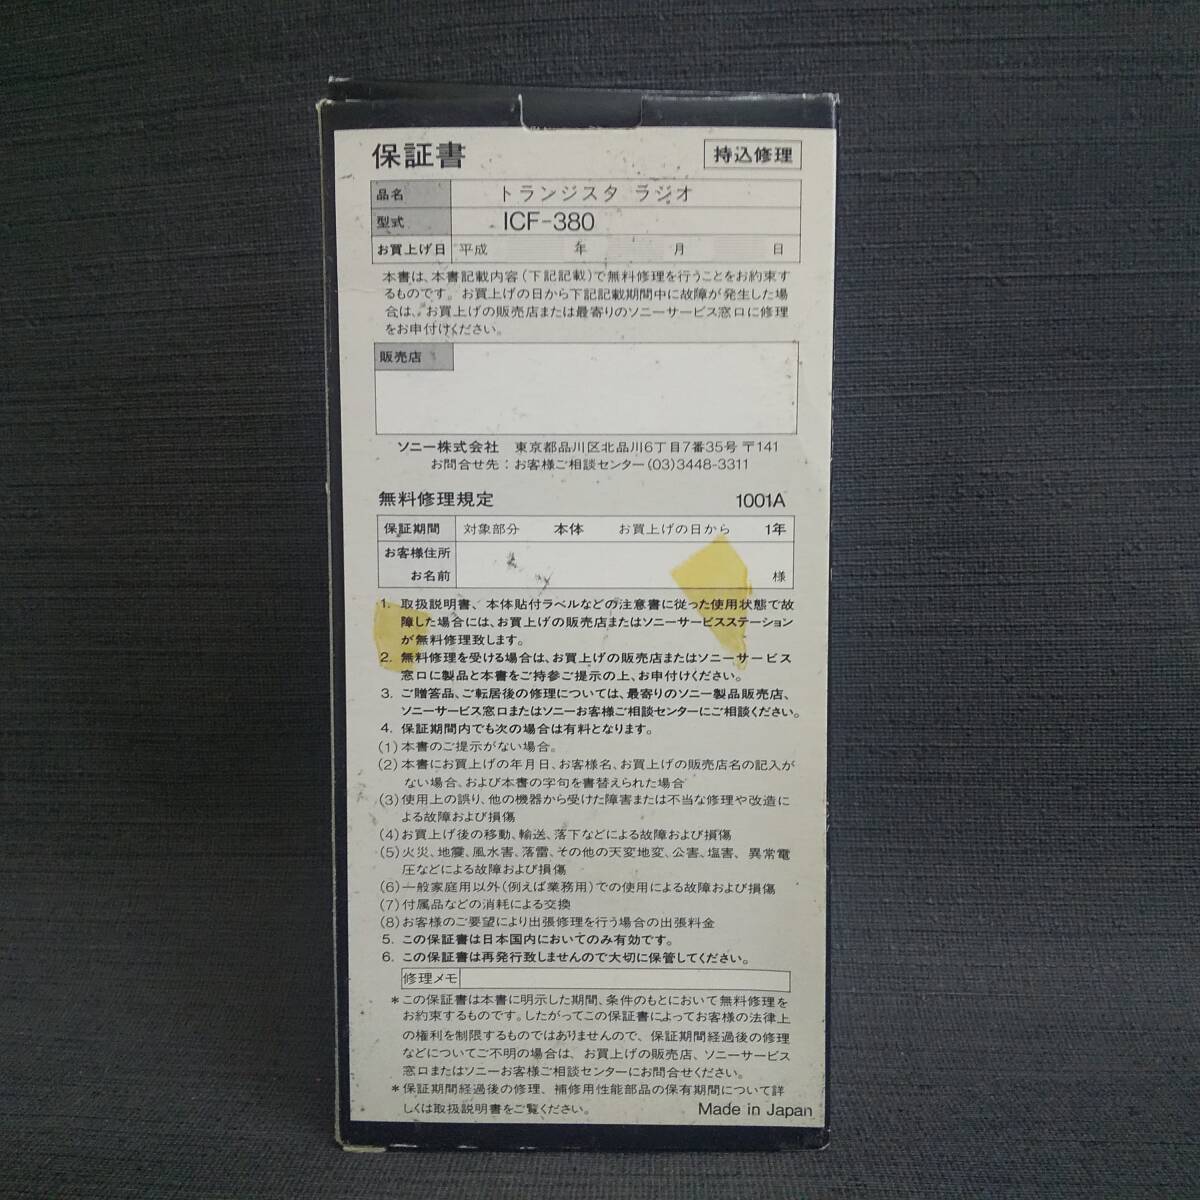 保証書
持込修理
品名 トランジスタ ラジオ
型式 ICF-380
お買上げ日 平成 年 月 日
本書は、本書記載内容(下記記載)で無料修理を行うことをお約束す
るものです。お買上げの日から下記記載期間中に故障が発生した場
合は、お買上げの販売店または最寄りのソニーサービス窓口に修理
をお申付けください。
販売店
ソニー株式会社 東京都品川区北品川6丁目7番35号 〒141
お問合せ先:お客様ご相談センター(03)3448-3311
無料修理規定 1001A
保証期間 対象部分 本体 お買上げの日から 1年
お客様住所
お名前 様
1. 取扱説明書、本体貼付ラベルなどの注意書に従った使用状態で故
障した場合には、お買上げの販売店またはソニーサービスステーション
が無料修理致します。
2. 無料修理を受ける場合は、お買上げの販売店またはソニーサービス
窓口に製品と本書をご持参ご提示の上、お申付けください。
3. ご贈答品、ご転居後の修理については、最寄りのソニー製品販売店、
ソニーサービス窓口またはソニーお客様ご相談センターにご相談ください。
4. 保証期間内でも次の場合は有料となります。
(1)本書のご提示がない場合。
(2)本書にお買上げの年月日、お客様名、お買上げの販売店名の記入が
ない場合、および本書の字句を書替えられた場合
(3)使用上の誤り、他の機器から受けた障害または不当な修理や改造に
よる故障および損傷
(4)お買上げ後の移動、輸送、落下などによる故障および損傷
(5)火災、地震、風水害、落雷、その他の天変地変、公害、塩害、異常電
圧などによる故障および損傷
(6)一般家庭用以外(例えば業務用)での使用による故障および損傷
(7)付属品などの消耗による交換
(8)お客様のご要望により出張修理を行う場合の出張料金
5. この保証書は日本国内においてのみ有効です。
6. この保証書は再発行致しませんので大切に保管してください。
修理メモ
*この保証書は本書に明示した期間、条件のもとにおいて無料修理を
お約束するものです。したがってこの保証書によってお客様の法律上
の権利を制限するものではありませんので、保証期間経過後の修理
などについてご不明の場合は、お買上げの販売店、ソニーサービス
窓口またはソニーお客様ご相談センターにお問合せください。
*保証期間経過後の修理、補修用性能部品の保有期間について詳
しくは取扱説明書をご覧ください。
Made in Japan